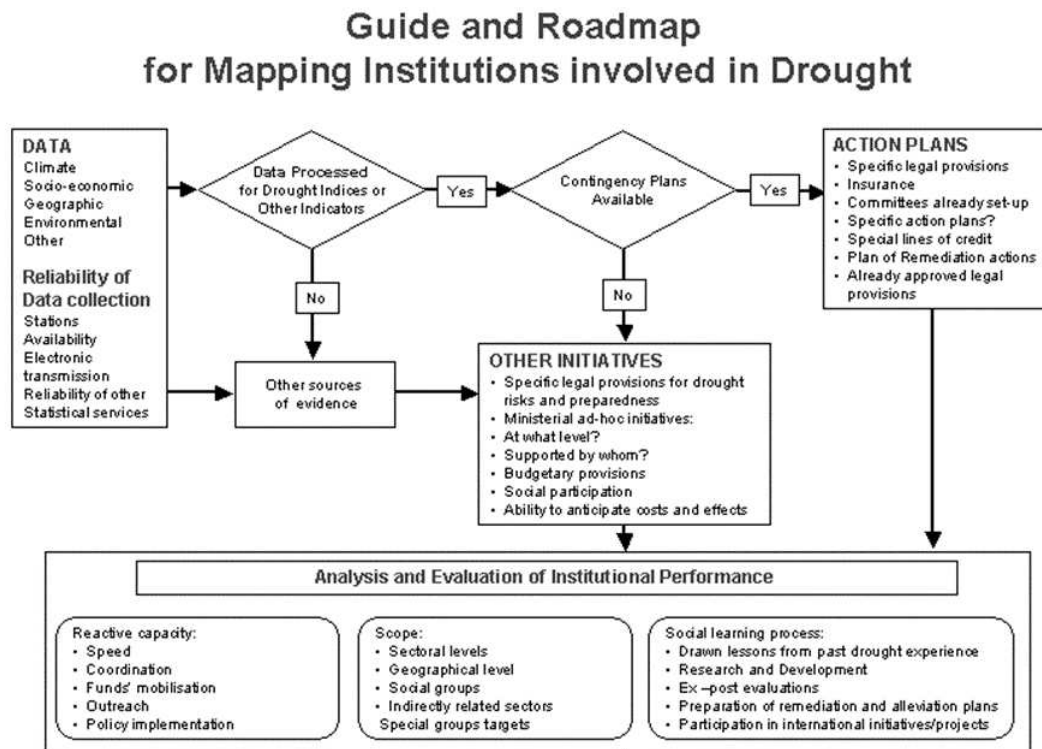 Guide and Roadmap
for Mapping Institutions involved in Drought
DATA
Climate
Socio-economic
Geographic
Environmental
Other
Reliability of
Data collection
Stations
Availability
Electronic
transmission
Reliability of other
Statistical services
Data Processed
for Drought Indices or
Other Indicators
Yes
No
Other sources
of evidence
Contingency Plans
Available
Yes
No
ACTION PLANS
• Specific legal provisions
• Insurance
• Committees already set-up
• Specific action plans?
• Special lines of credit
• Plan of Remediation actions
• Already approved legal
provisions
OTHER INITIATIVES
• Specific legal provisions for drought
risks and preparedness
• Ministerial ad-hoc initiatives:
• At what level?
• Supported by whom?
• Budgetary provisions
• Social participation
• Ability to anticipate costs and effects
Analysis and Evaluation of Institutional Performance
Reactive capacity:
• Speed
• Coordination
• Funds' mobilisation
• Outreach
• Policy implementation
Scope:
• Sectoral levels
• Geographical level
• Social groups
• Indirectly related sectors
Special groups targets
Social learning process:
• Drawn lessons from past drought experience
• Research and Development
• Ex –post evaluations
• Preparation of remediation and alleviation plans
• Participation in international initiatives/projects